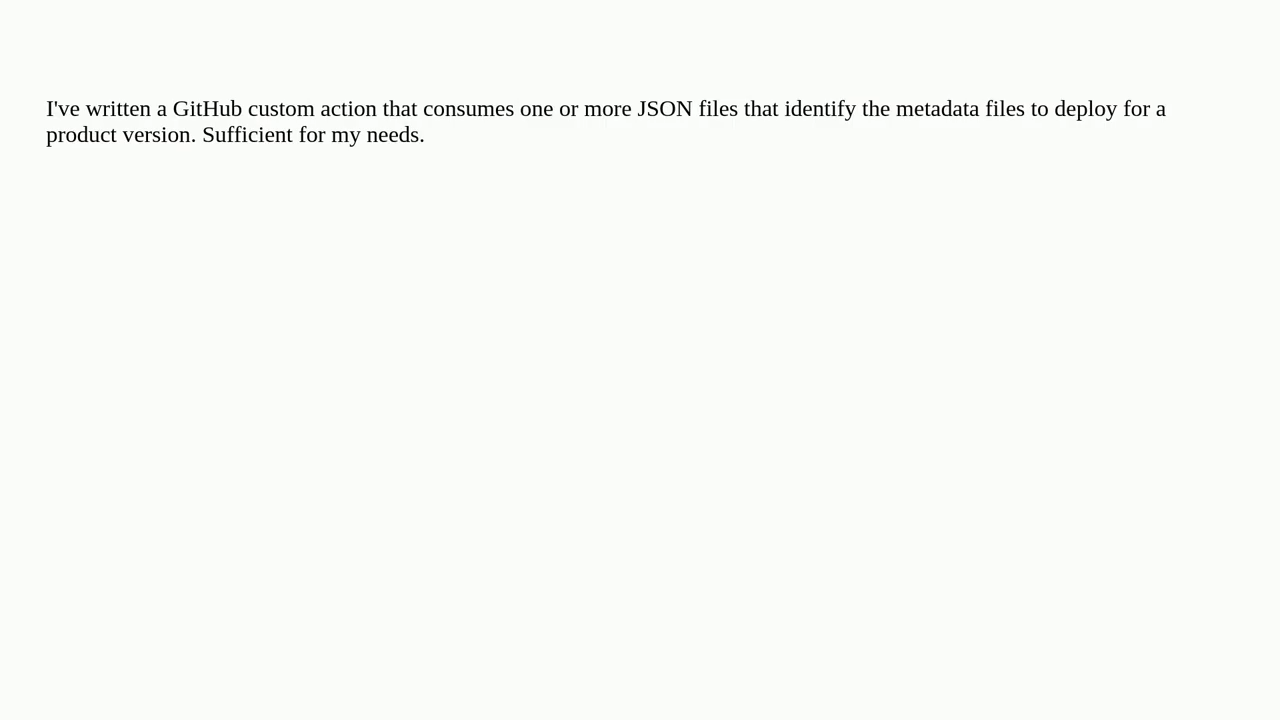 I've written a GitHub custom action that consumes one or more JSON files that identify the metadata files to deploy for a
product version. Sufficient for my needs.